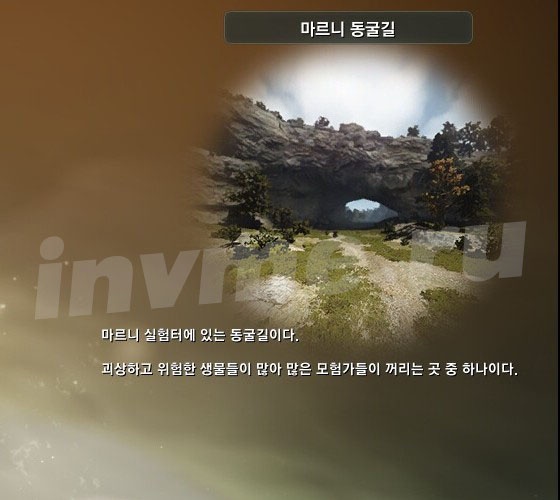 마르니 동굴길
invme.ru
마르니 실험터에 있는 동굴길이다.
괴상하고 위험한 생물들이 많아 많은 모험가들이 꺼리는 곳 중 하나이다.